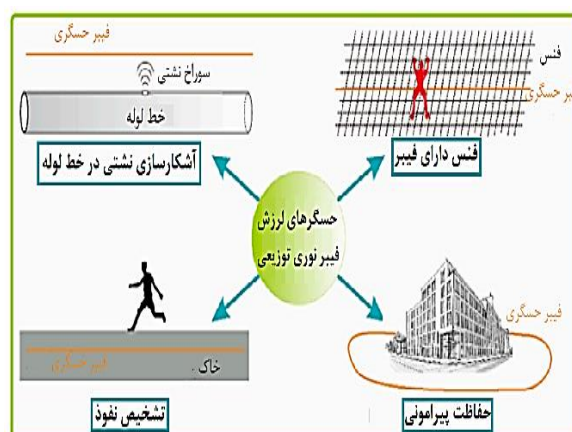 فیبر حسگری
سوراخ نشتی
خط لوله
آشکارسازی نشتی در خط لوله
فنس
فیبر حسگری
فنس دارای فیبر
حسگرهای لرزش
فیبر نوری توزیعی
فیبر حسگری
خاک
تشخیص نفوذ
فیبر حسگری
حفاظت پیرامونی